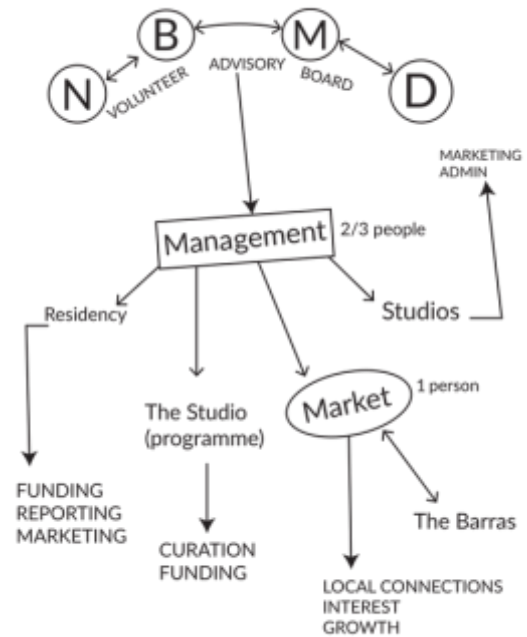 B
M
N
D
VOLUNTEER
ADVISORY
BOARD
MARKETING
ADMIN
Management
2/3 people
Residency
Studios
The Studio
(programme)
Market
1 person
FUNDING
REPORTING
MARKETING
The Barras
CURATION
FUNDING
LOCAL CONNECTIONS
INTEREST
GROWTH